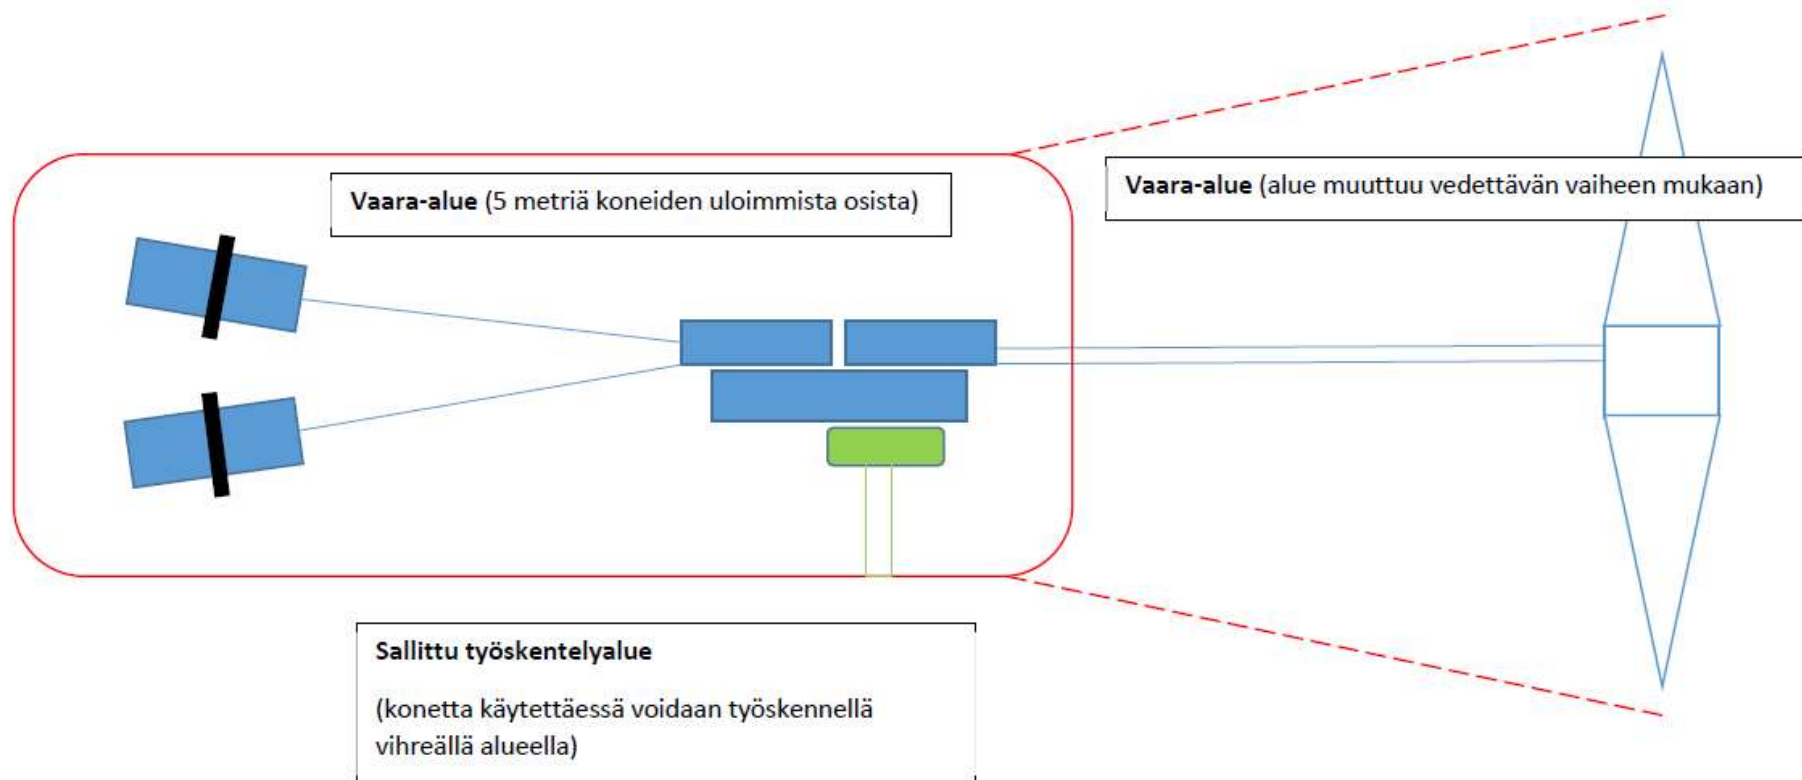 Vaara-alue (5 metriä koneiden uloimmista osista)
Vaara-alue (alue muuttuu vedettävän vaiheen mukaan)
Sallittu työskentelyalue
(konetta käytettäessä voidaan työskennellä
vihreällä alueella)